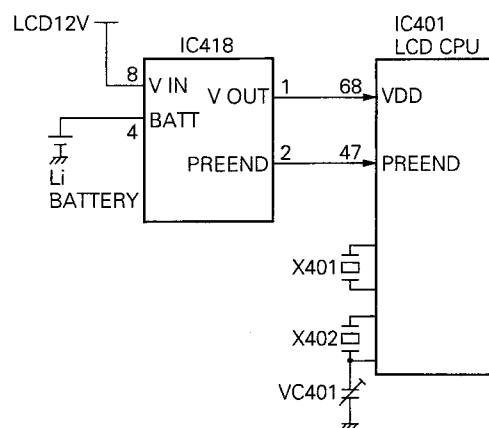 LCD12V
IC418
IC401
LCD CPU
8
V IN
V OUT
1
68
VDD
4
BATT
PREEND
2
47
PREEND
Li
BATTERY
X401
X402
VC401